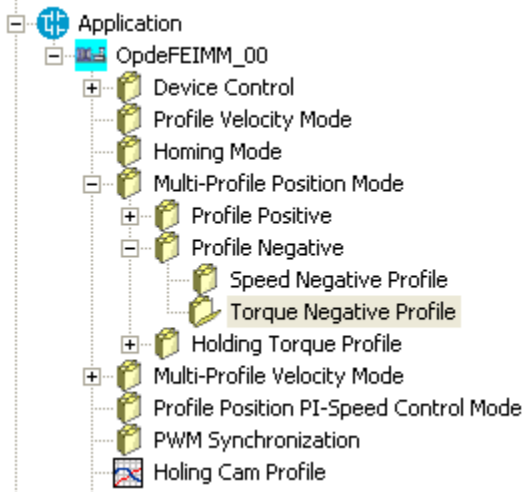 Application
OpdeFEIMM_00
Device Control
Profile Velocity Mode
Homing Mode
Multi-Profile Position Mode
Profile Positive
Profile Negative
Speed Negative Profile
Torque Negative Profile
Holding Torque Profile
Multi-Profile Velocity Mode
Profile Position PI-Speed Control Mode
PWM Synchronization
Holing Cam Profile